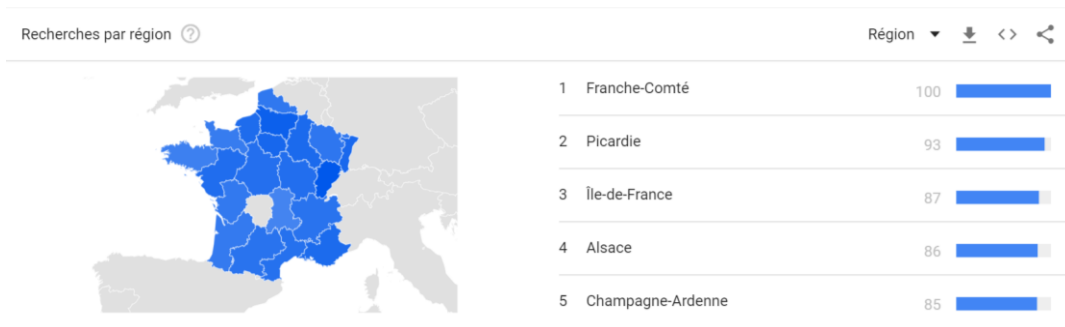 Recherches par région ?
Région
1 Franche-Comté 100
2 Picardie 93
3 Île-de-France 87
4 Alsace 86
5 Champagne-Ardenne 85